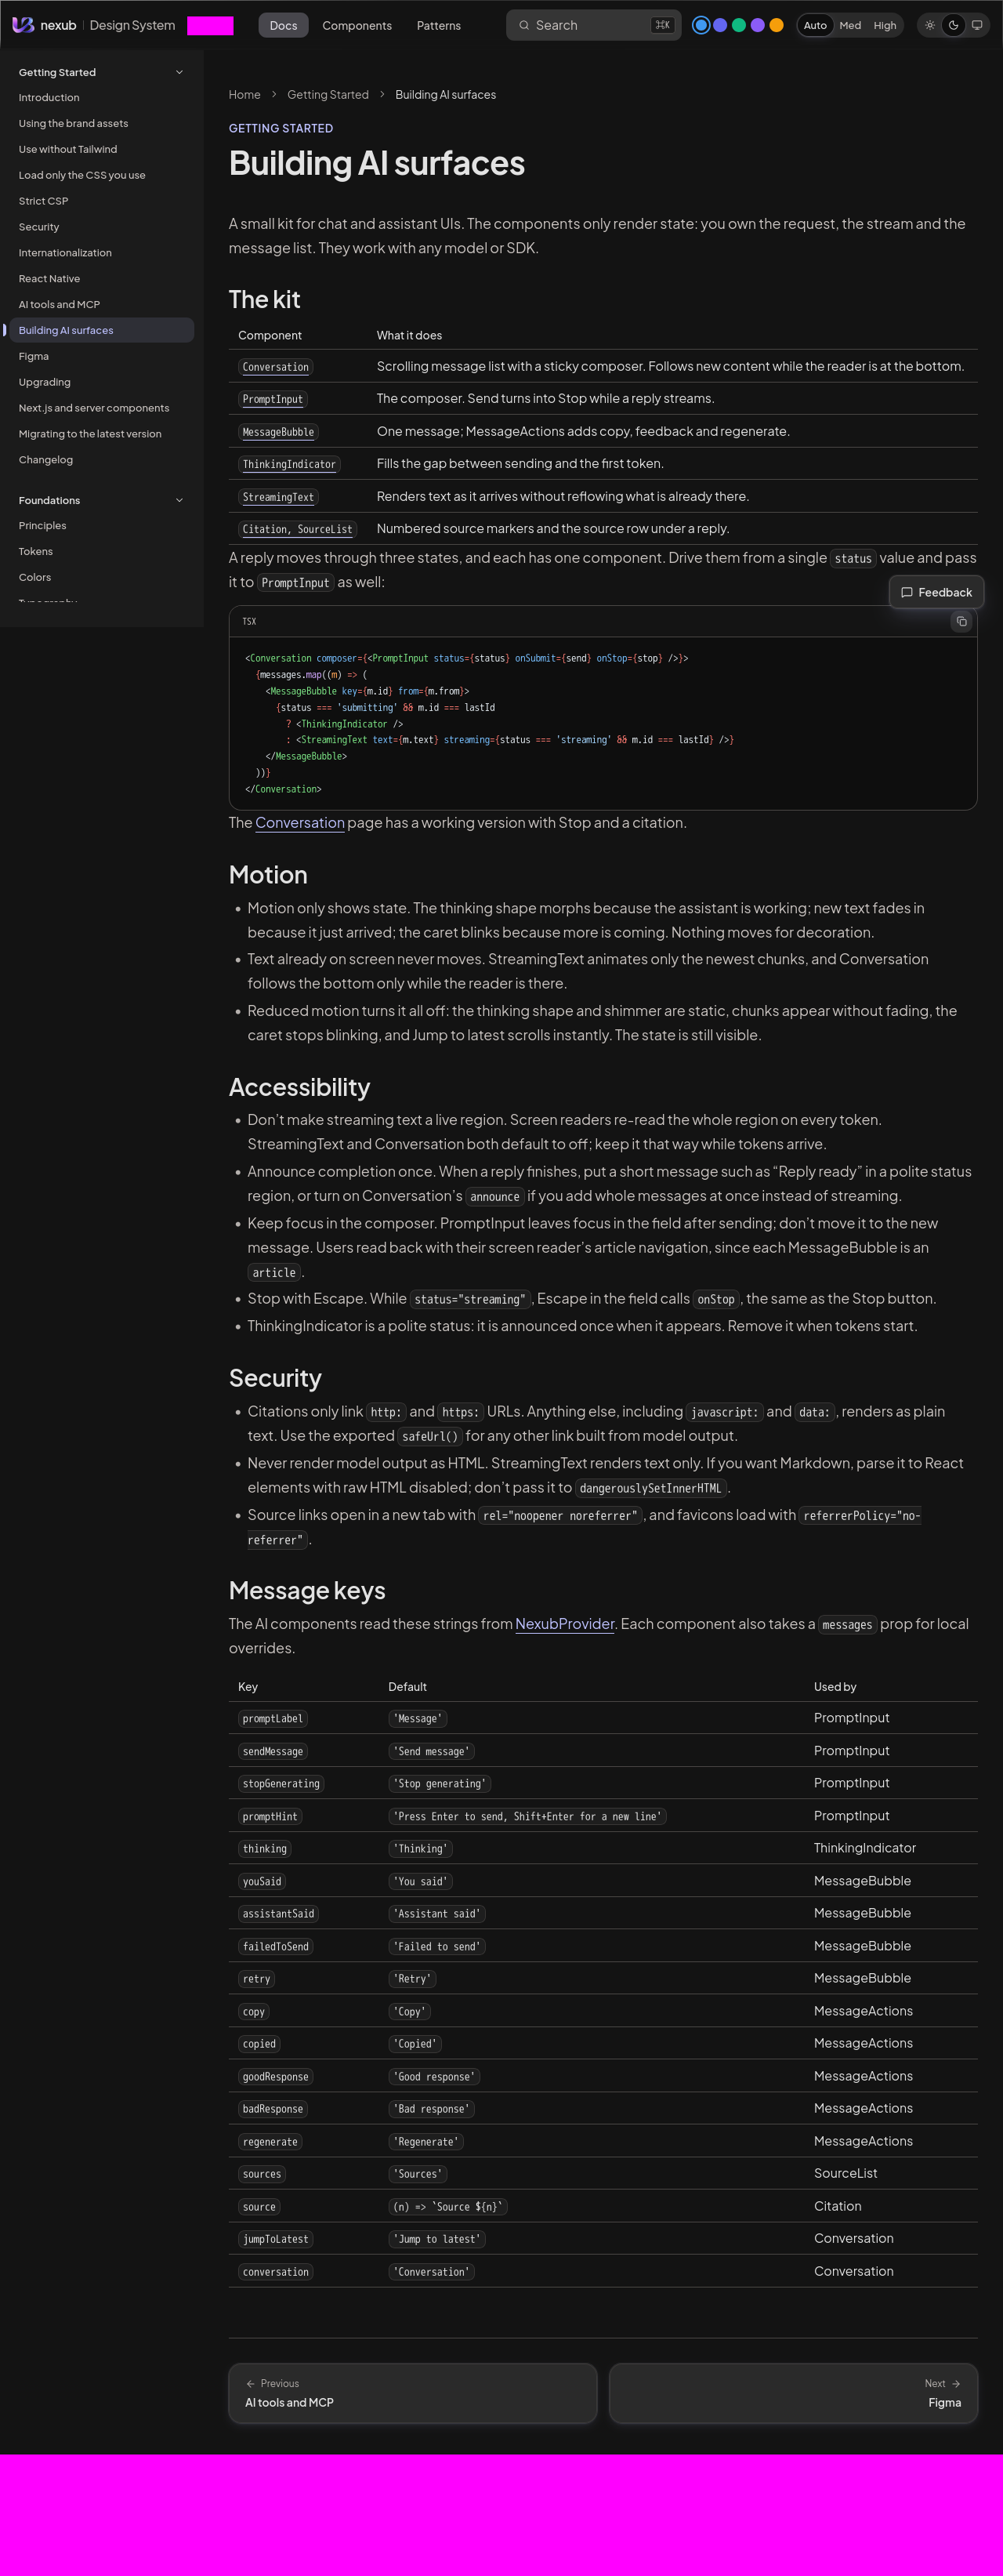 nexub Design System Docs Components Patterns Search ⌘K Auto Med High
Getting Started
Introduction
Using the brand assets
Use without Tailwind
Load only the CSS you use
Strict CSP
Security
Internationalization
React Native
AI tools and MCP
Building AI surfaces
Figma
Upgrading
Next.js and server components
Migrating to the latest version
Changelog
Foundations
Principles
Tokens
Colors
Home > Getting Started > Building AI surfaces
GETTING STARTED
Building AI surfaces
A small kit for chat and assistant UIs. The components only render state: you own the request, the stream and the
message list. They work with any model or SDK.
The kit
Component What it does
Conversation Scrolling message list with a sticky composer. Follows new content while the reader is at the bottom.
PromptInput The composer. Send turns into Stop while a reply streams.
MessageBubble One message; MessageActions adds copy, feedback and regenerate.
ThinkingIndicator Fills the gap between sending and the first token.
StreamingText Renders text as it arrives without reflowing what is already there.
Citation, SourceList Numbered source markers and the source row under a reply.
A reply moves through three states, and each has one component. Drive them from a single status value and pass
it to PromptInput as well:
Feedback
TSX
<Conversation composer={<PromptInput status={status} onSubmit={send} onStop={stop} />}>
{messages.map((m) => (
<MessageBubble key={m.id} from={m.from}>
{status === 'submitting' && m.id === lastId
? <ThinkingIndicator />
: <StreamingText text={m.text} streaming={status === 'streaming' && m.id === lastId} />}
</MessageBubble>
))}
</Conversation>
The Conversation page has a working version with Stop and a citation.
Motion
• Motion only shows state. The thinking shape morphs because the assistant is working; new text fades in
because it just arrived; the caret blinks because more is coming. Nothing moves for decoration.
• Text already on screen never moves. StreamingText animates only the newest chunks, and Conversation
follows the bottom only while the reader is there.
• Reduced motion turns it all off: the thinking shape and shimmer are static, chunks appear without fading, the
caret stops blinking, and Jump to latest scrolls instantly. The state is still visible.
Accessibility
• Don’t make streaming text a live region. Screen readers re-read the whole region on every token.
StreamingText and Conversation both default to off; keep it that way while tokens arrive.
• Announce completion once. When a reply finishes, put a short message such as “Reply ready” in a polite status
region, or turn on Conversation’s announce if you add whole messages at once instead of streaming.
• Keep focus in the composer. PromptInput leaves focus in the field after sending; don’t move it to the new
message. Users read back with their screen reader’s article navigation, since each MessageBubble is an
article.
• Stop with Escape. While status="streaming", Escape in the field calls onStop, the same as the Stop button.
• ThinkingIndicator is a polite status: it is announced once when it appears. Remove it when tokens start.
Security
• Citations only link http: and https: URLs. Anything else, including javascript: and data:, renders as plain
text. Use the exported safeUrl() for any other link built from model output.
• Never render model output as HTML. StreamingText renders text only. If you want Markdown, parse it to React
elements with raw HTML disabled; don’t pass it to dangerouslySetInnerHTML.
• Source links open in a new tab with rel="noopener noreferrer", and favicons load with referrerPolicy="no-
referrer".
Message keys
The AI components read these strings from NexubProvider. Each component also takes a messages prop for local
overrides.
Key Default Used by
promptLabel 'Message' PromptInput
sendMessage 'Send message' PromptInput
stopGenerating 'Stop generating' PromptInput
promptHint 'Press Enter to send, Shift+Enter for a new line' PromptInput
thinking 'Thinking' ThinkingIndicator
youSaid 'You said' MessageBubble
assistantSaid 'Assistant said' MessageBubble
failedToSend 'Failed to send' MessageBubble
retry 'Retry' MessageBubble
copy 'Copy' MessageActions
copied 'Copied' MessageActions
goodResponse 'Good response' MessageActions
badResponse 'Bad response' MessageActions
regenerate 'Regenerate' MessageActions
sources 'Sources' SourceList
source (n) => `Source ${n}` Citation
jumpToLatest 'Jump to latest' Conversation
conversation 'Conversation' Conversation
← Previous
AI tools and MCP
Next →
Figma